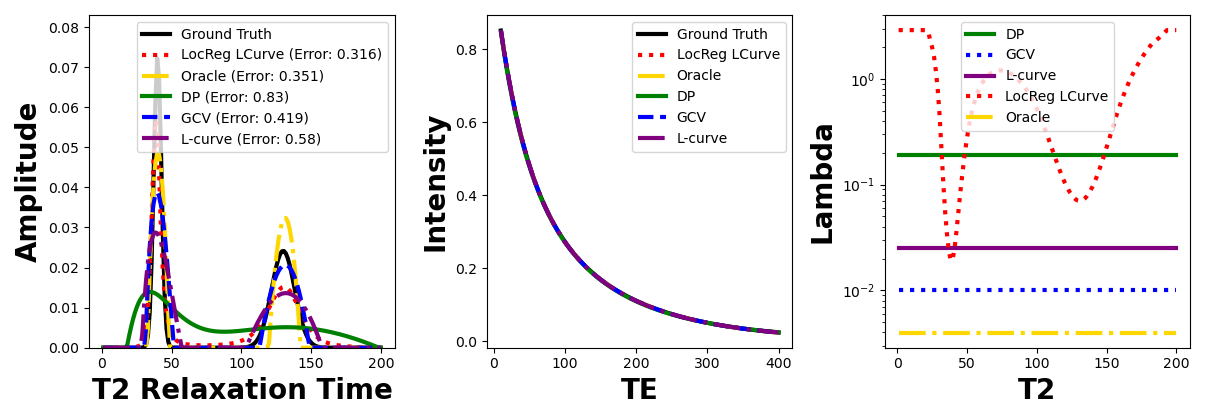 Amplitude
0.08
0.07
0.06
0.05
0.04
0.03
0.02
0.01
0.00
Ground Truth
LocReg LCurve (Error: 0.316)
Oracle (Error: 0.351)
DP (Error: 0.83)
GCV (Error: 0.419)
L-curve (Error: 0.58)
0 50 100 150 200
T2 Relaxation Time
Intensity
0.8
0.6
0.4
0.2
0.0
Ground Truth
LocReg LCurve
Oracle
DP
GCV
L-curve
0 100 200 300 400
TE
Lambda
10⁰
10⁻¹
10⁻²
DP
GCV
L-curve
LocReg LCurve
Oracle
0 50 100 150 200
T2